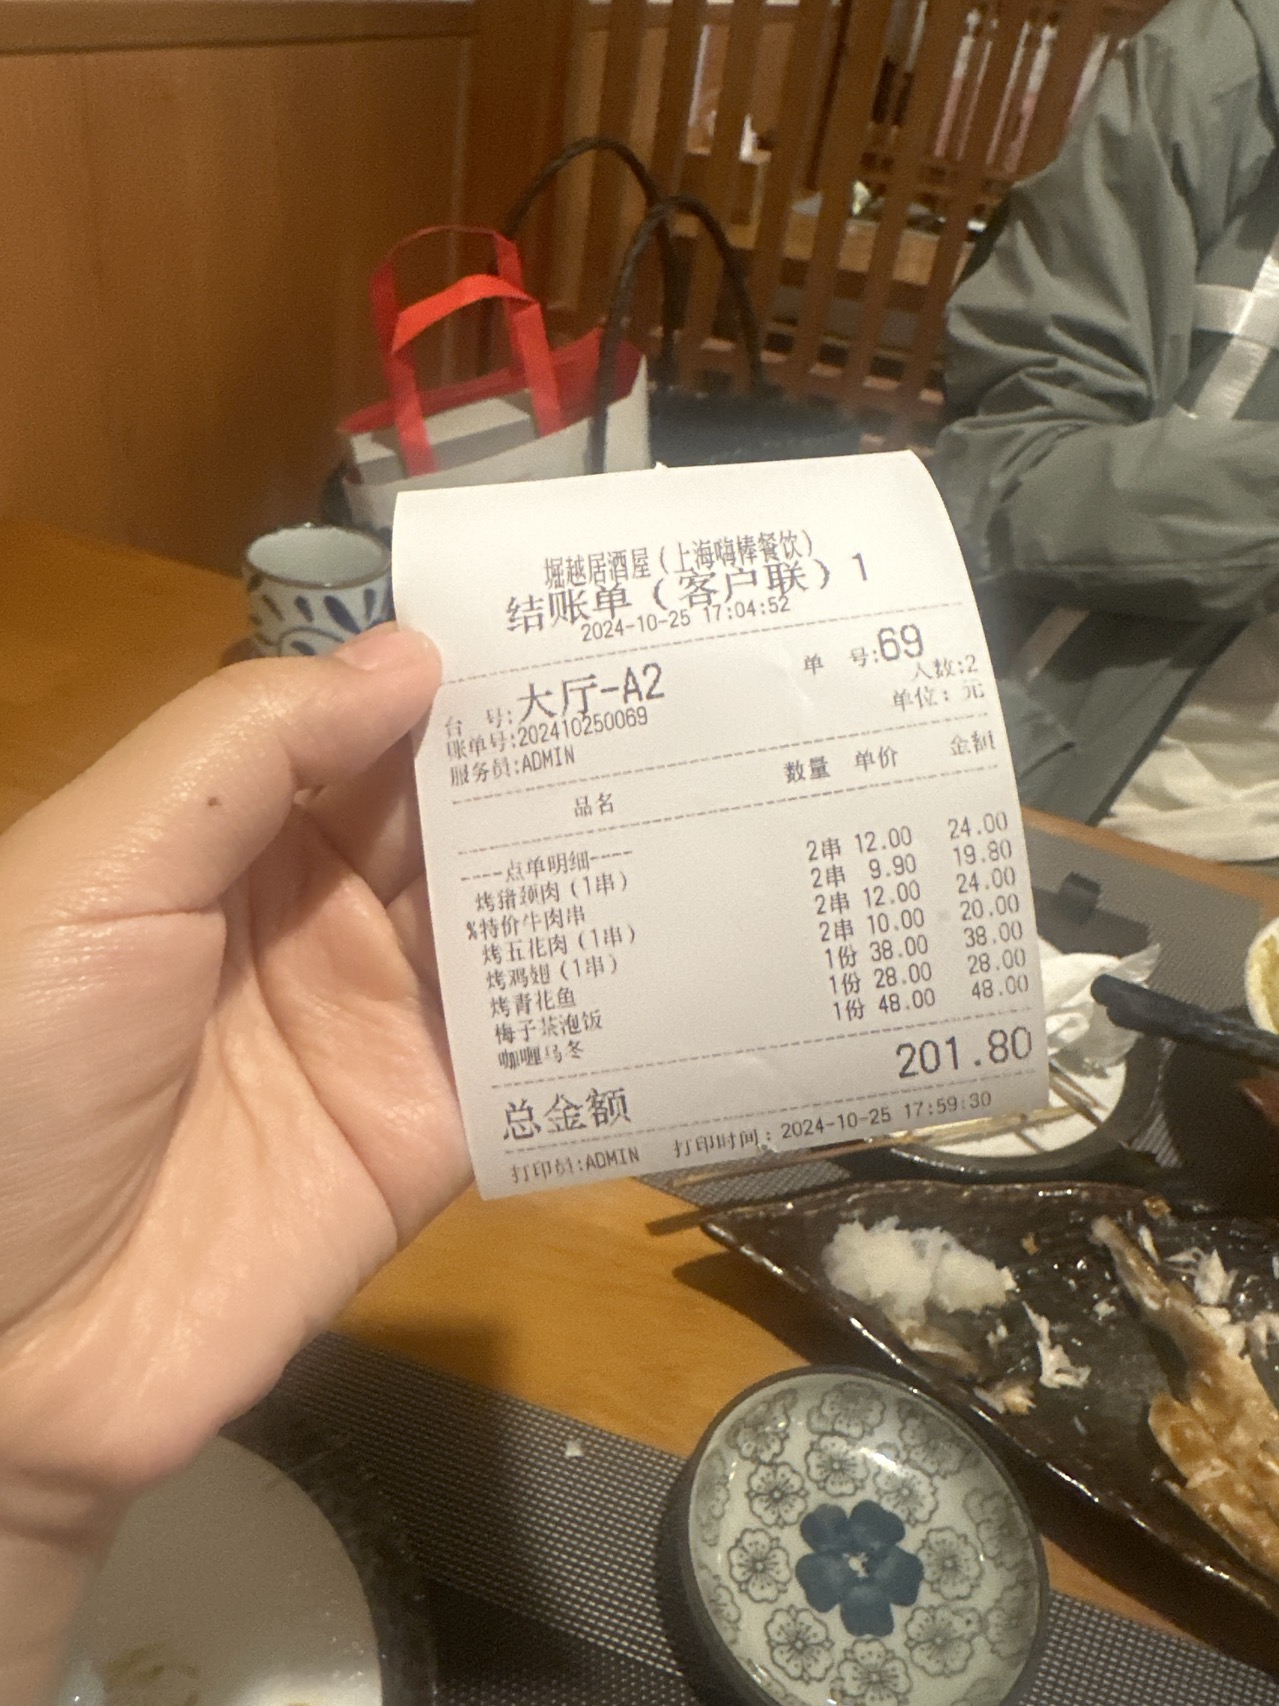 堀越居酒屋（上海嗨棒餐饮）
结账单（客户联）1
2024-10-25 17:04:52
台 号:大厅-A2 单 号:69
账单号:202410250069 人数:2
服务员:ADMIN 单位：元
品名 数量 单价 金额
----点单明细----
烤猪颈肉（1串） 2串 12.00 24.00
%特价牛肉串 2串 9.90 19.80
烤五花肉（1串） 2串 12.00 24.00
烤鸡翅（1串） 2串 10.00 20.00
烤青花鱼 1份 38.00 38.00
梅子茶泡饭 1份 28.00 28.00
咖喱乌冬 1份 48.00 48.00
总金额 201.80
打印员:ADMIN 打印时间：2024-10-25 17:59:30